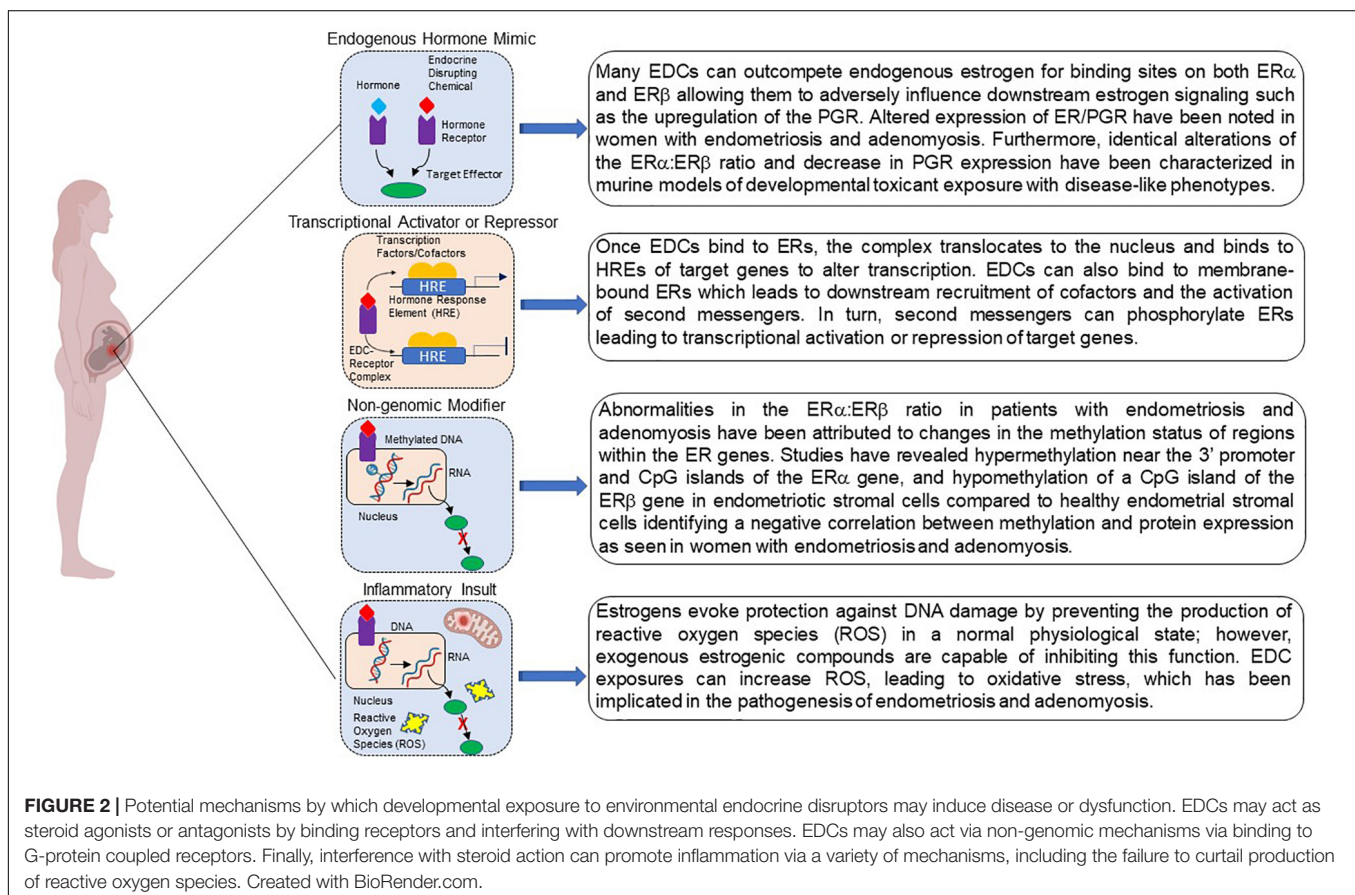 Endogenous Hormone Mimic
Hormone
Endocrine
Disrupting
Chemical
Hormone
Receptor
Target Effector
Many EDCs can outcompete endogenous estrogen for binding sites on both ERα
and ERβ allowing them to adversely influence downstream estrogen signaling such
as the upregulation of the PGR. Altered expression of ER/PGR have been noted in
women with endometriosis and adenomyosis. Furthermore, identical alterations of
the ERα:ERβ ratio and decrease in PGR expression have been characterized in
murine models of developmental toxicant exposure with disease-like phenotypes.
Transcriptional Activator or Repressor
Transcription
Factors/Cofactors
HRE
Hormone Response
Element (HRE)
EDC-
Receptor
Complex
HRE
Once EDCs bind to ERs, the complex translocates to the nucleus and binds to
HREs of target genes to alter transcription. EDCs can also bind to membrane-
bound ERs which leads to downstream recruitment of cofactors and the activation
of second messengers. In turn, second messengers can phosphorylate ERs
leading to transcriptional activation or repression of target genes.
Non-genomic Modifier
Methylated DNA
RNA
Nucleus
X
Abnormalities in the ERα:ERβ ratio in patients with endometriosis and
adenomyosis have been attributed to changes in the methylation status of regions
within the ER genes. Studies have revealed hypermethylation near the 3' promoter
and CpG islands of the ERα gene, and hypomethylation of a CpG island of the
ERβ gene in endometriotic stromal cells compared to healthy endometrial stromal
cells identifying a negative correlation between methylation and protein expression
as seen in women with endometriosis and adenomyosis.
Inflammatory Insult
DNA
RNA
Nucleus
Reactive
Oxygen
Species (ROS)
X
Estrogens evoke protection against DNA damage by preventing the production of
reactive oxygen species (ROS) in a normal physiological state; however,
exogenous estrogenic compounds are capable of inhibiting this function. EDC
exposures can increase ROS, leading to oxidative stress, which has been
implicated in the pathogenesis of endometriosis and adenomyosis.
FIGURE 2 | Potential mechanisms by which developmental exposure to environmental endocrine disruptors may induce disease or dysfunction. EDCs may act as
steroid agonists or antagonists by binding receptors and interfering with downstream responses. EDCs may also act via non-genomic mechanisms via binding to
G-protein coupled receptors. Finally, interference with steroid action can promote inflammation via a variety of mechanisms, including the failure to curtail production
of reactive oxygen species. Created with BioRender.com.